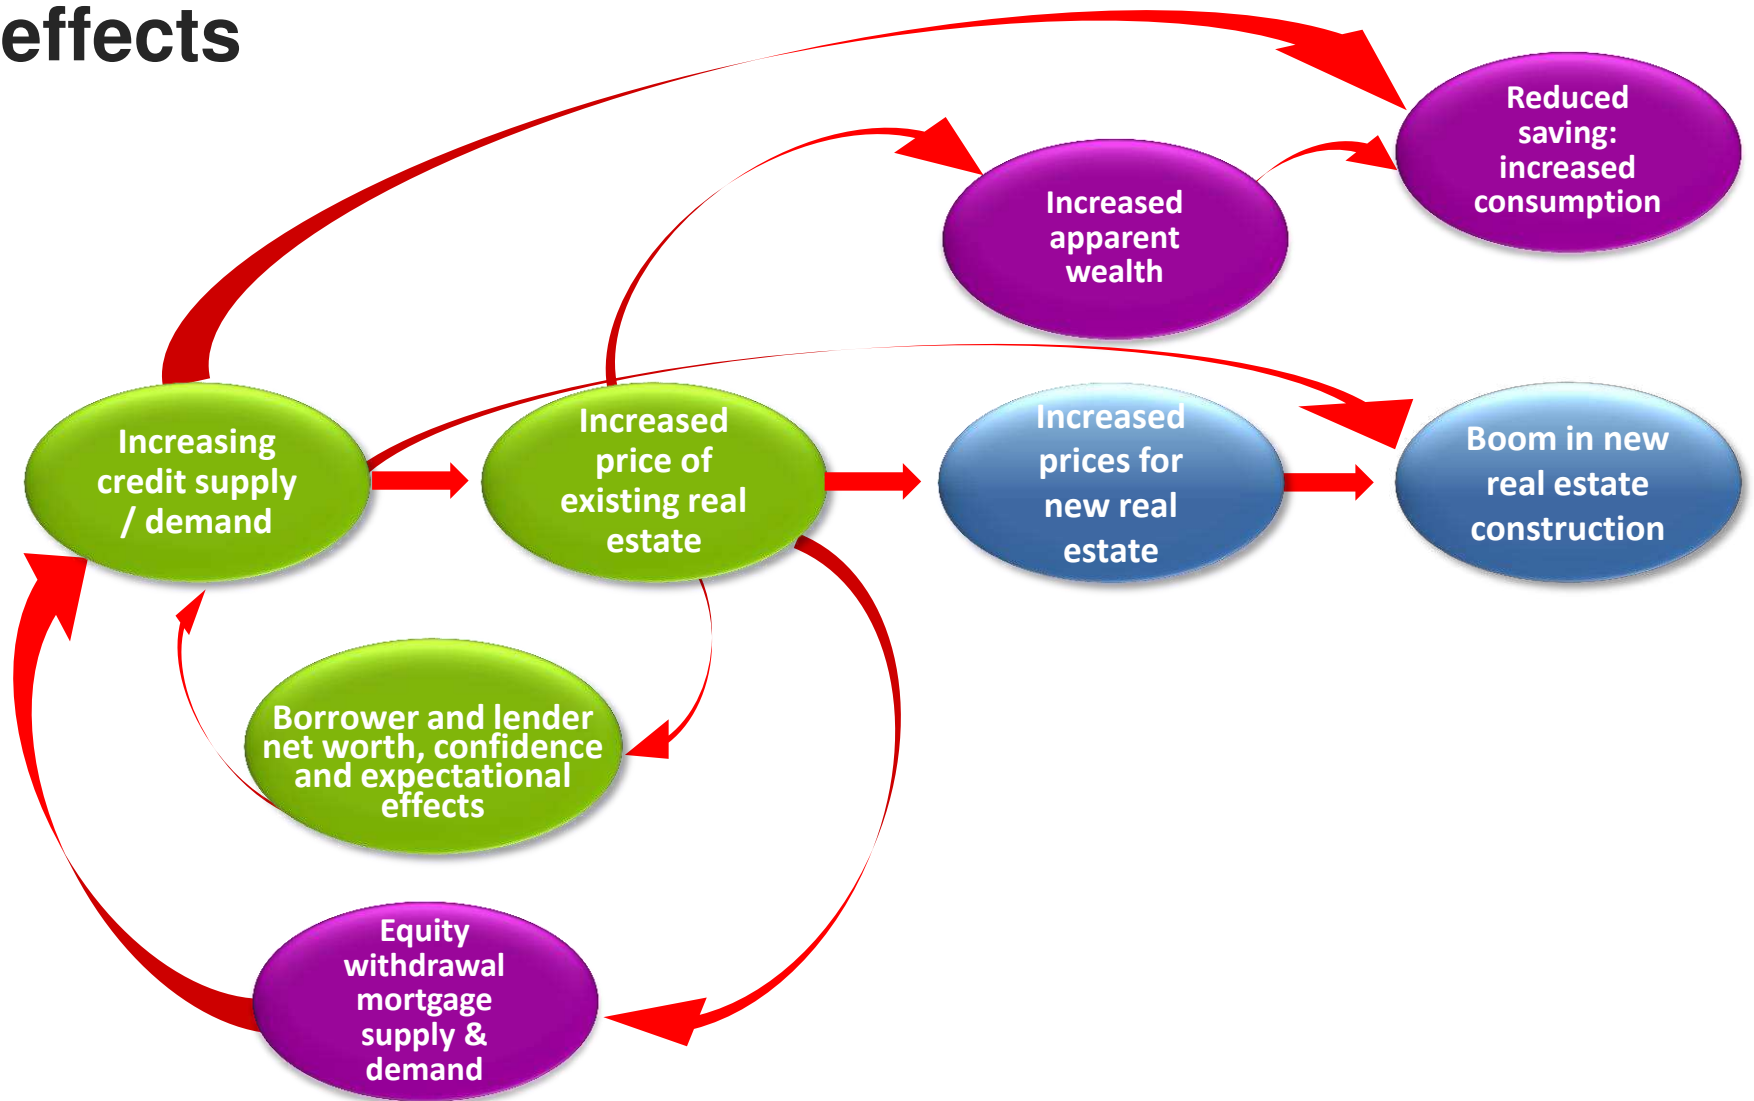 effects
Reduced
saving:
increased
consumption
Increased
apparent
wealth
Increasing
credit supply
/ demand
Increased
price of
existing real
estate
Increased
prices for
new real
estate
Boom in new
real estate
construction
Borrower and lender
net worth, confidence
and expectational
effects
Equity
withdrawal
mortgage
supply &
demand